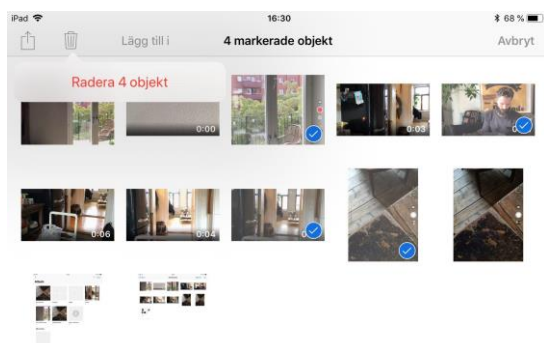 iPad 16:30 68 %
Lägg till i 4 markerade objekt Avbryt
Radera 4 objekt
0:00
0:03
0:06
0:04